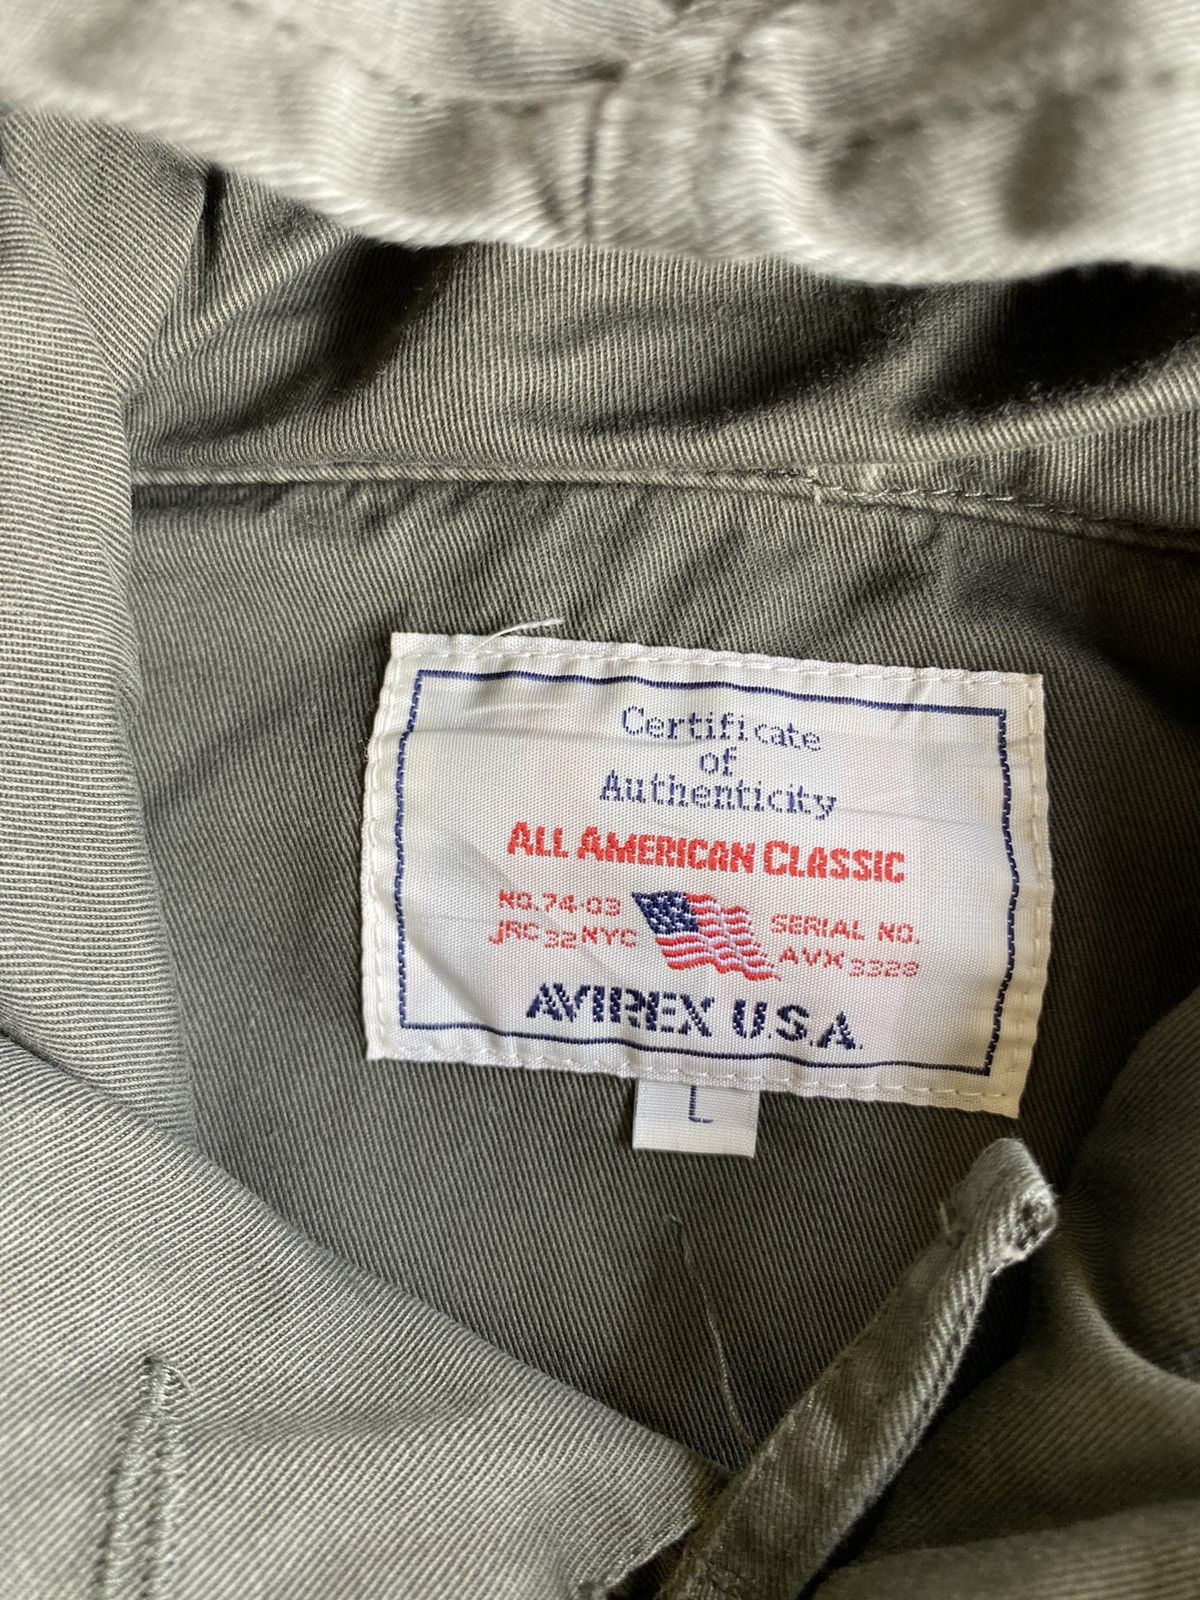 Certificate
of
Authenticity
ALL AMERICAN CLASSIC
NO.74-03
JRC 32 NYC
SERIAL NO.
AVX 3328
AVIREX U.S.A.
L